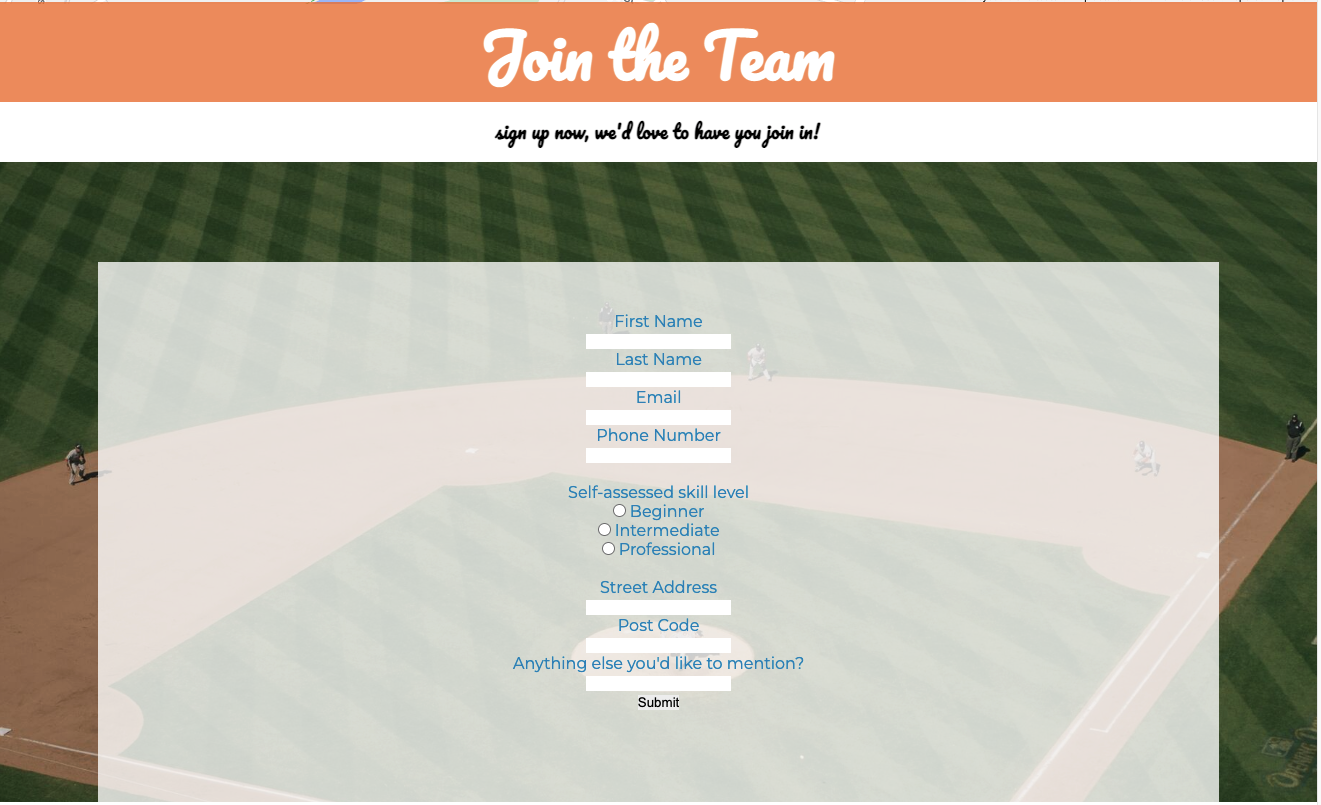 Join the Team
sign up now, we'd love to have you join in!
First Name
Last Name
Email
Phone Number
Self-assessed skill level
Beginner
Intermediate
Professional
Street Address
Post Code
Anything else you'd like to mention?
Submit
OPENING